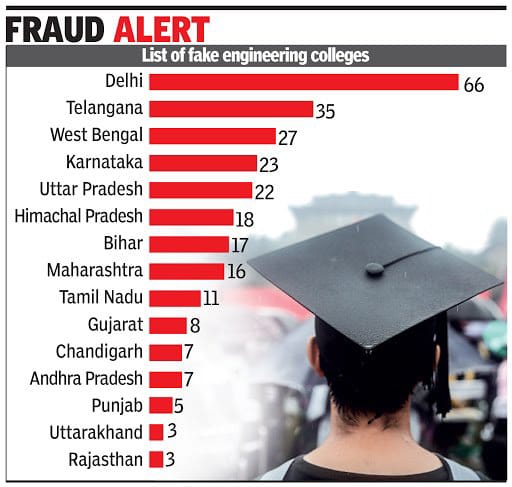 FRAUD ALERT
List of fake engineering colleges
Delhi 66
Telangana 35
West Bengal 27
Karnataka 23
Uttar Pradesh 22
Himachal Pradesh 18
Bihar 17
Maharashtra 16
Tamil Nadu 11
Gujarat 8
Chandigarh 7
Andhra Pradesh 7
Punjab 5
Uttarakhand 3
Rajasthan 3